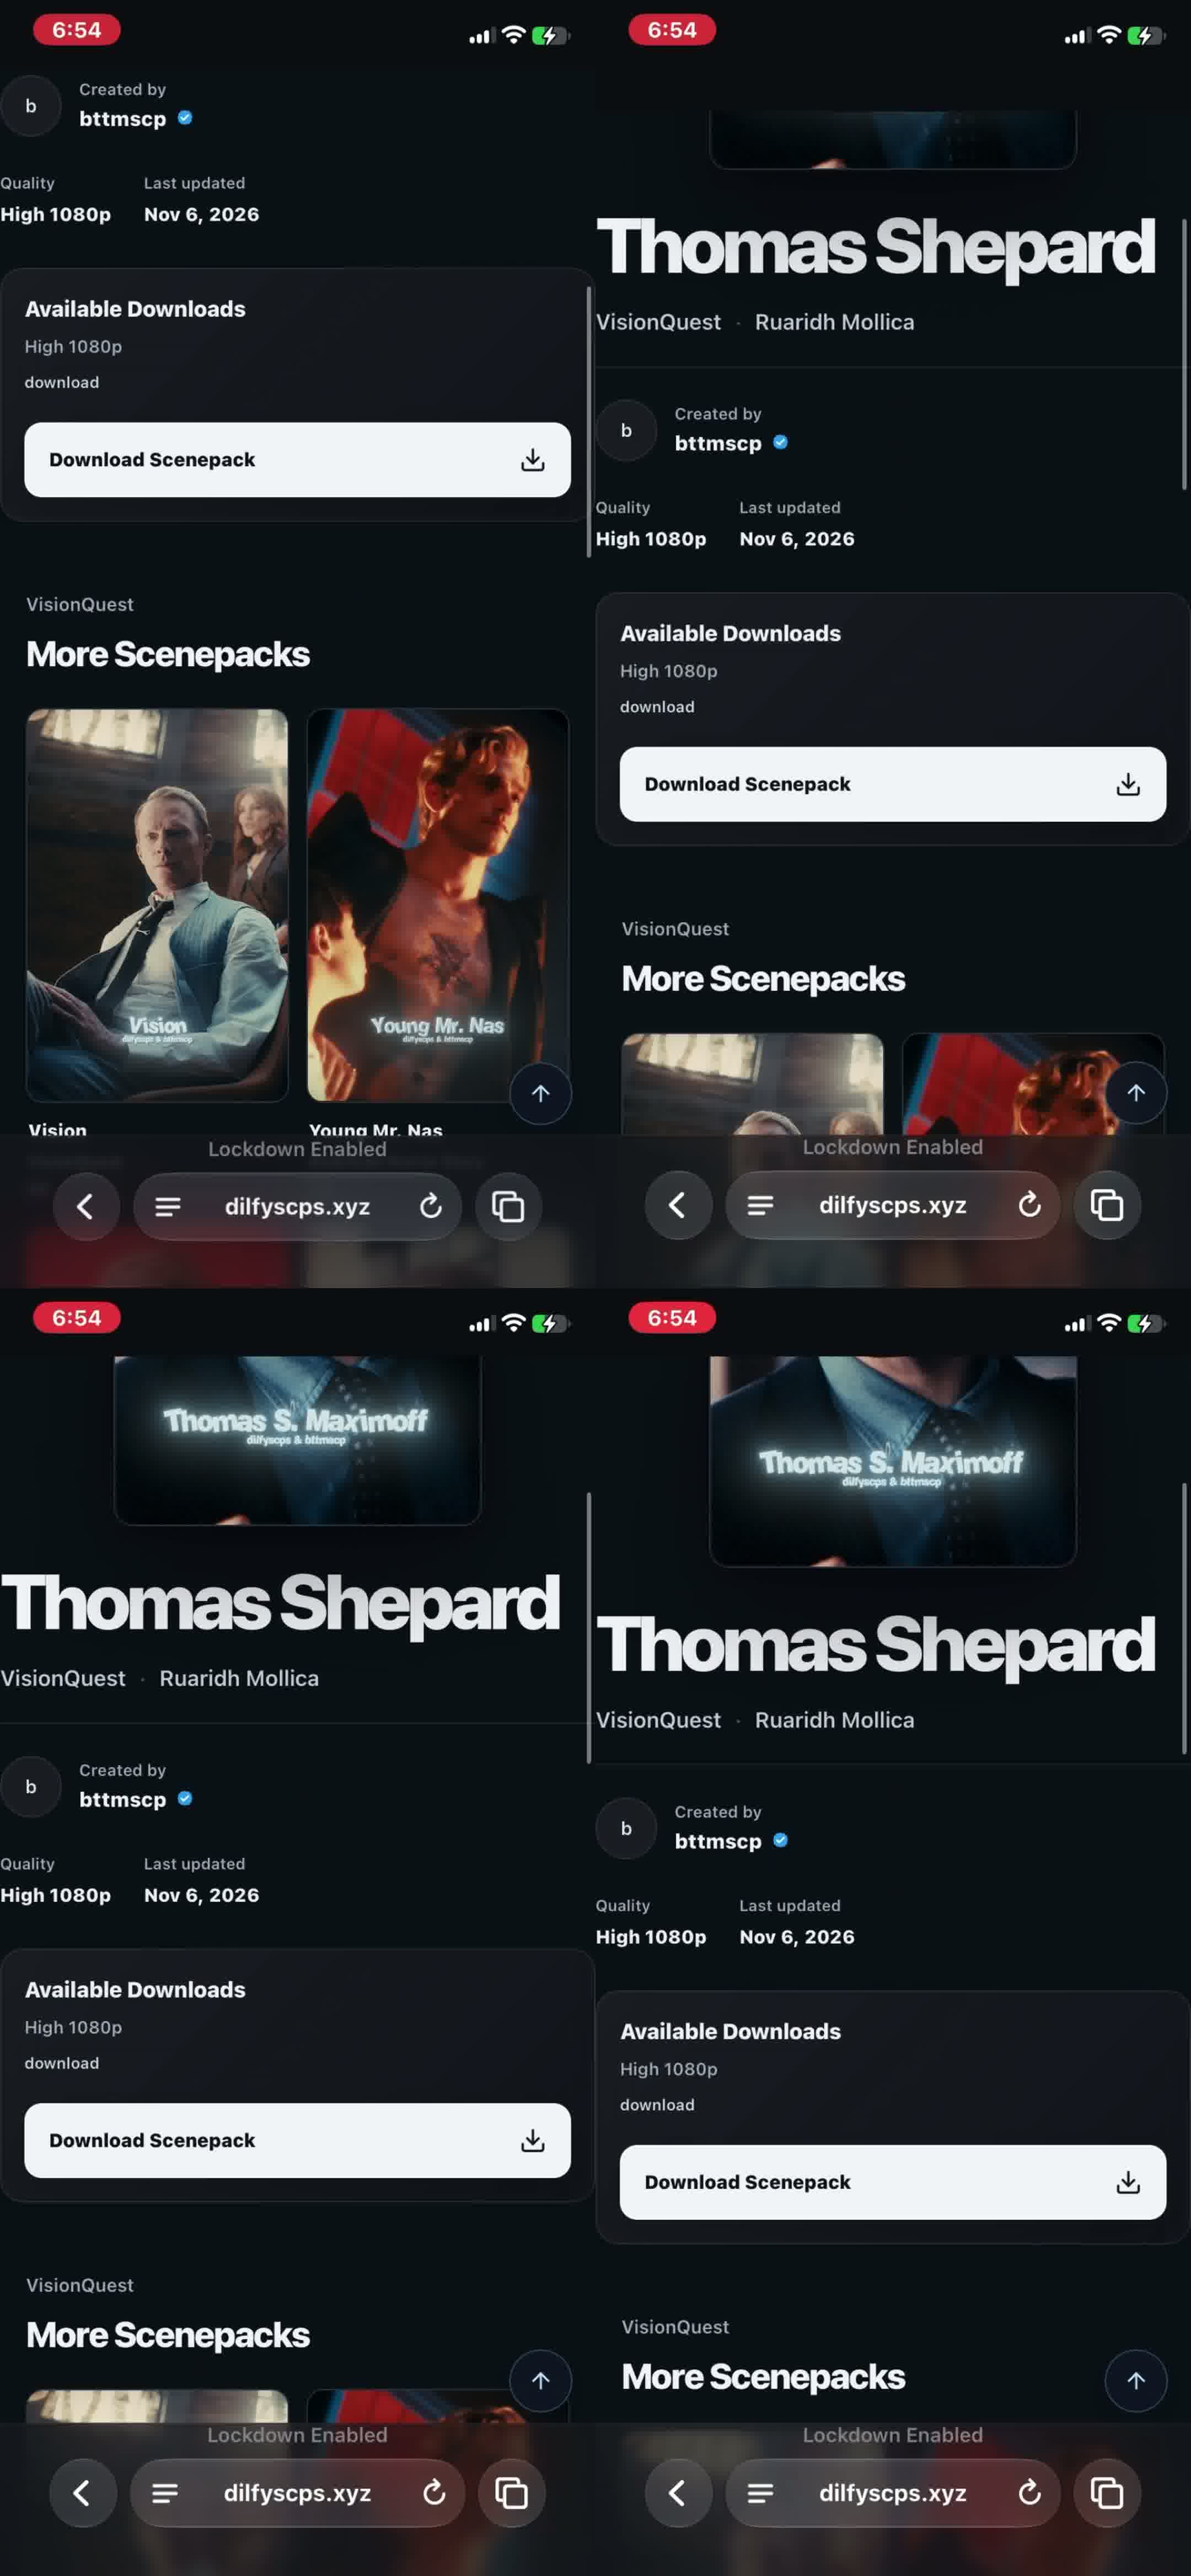 6:54
Created by
b
bttmscp
Quality
Last updated
High 1080p
Nov 6, 2026
Available Downloads
High 1080p
download
Download Scenepack
VisionQuest
More Scenepacks
Vision
dilfyscps & bttmscp
Young Mr. Nas
dilfyscps & bttmscp
Vision
Young Mr. Nas
Lockdown Enabled
dilfyscps.xyz
6:54
Thomas Shepard
VisionQuest · Ruaridh Mollica
Created by
b
bttmscp
Quality
Last updated
High 1080p
Nov 6, 2026
Available Downloads
High 1080p
download
Download Scenepack
VisionQuest
More Scenepacks
Lockdown Enabled
dilfyscps.xyz
6:54
Thomas S. Maximoff
dilfyscps & bttmscp
Thomas Shepard
VisionQuest · Ruaridh Mollica
Created by
b
bttmscp
Quality
Last updated
High 1080p
Nov 6, 2026
Available Downloads
High 1080p
download
Download Scenepack
VisionQuest
More Scenepacks
Lockdown Enabled
dilfyscps.xyz
6:54
Thomas S. Maximoff
dilfyscps & bttmscp
Thomas Shepard
VisionQuest · Ruaridh Mollica
Created by
b
bttmscp
Quality
Last updated
High 1080p
Nov 6, 2026
Available Downloads
High 1080p
download
Download Scenepack
VisionQuest
More Scenepacks
Lockdown Enabled
dilfyscps.xyz